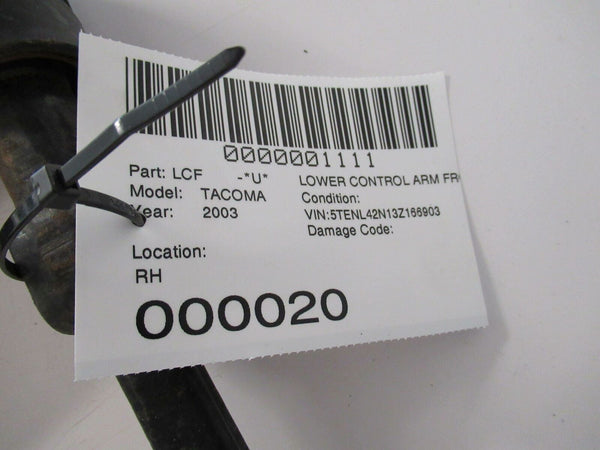 0000001111
Part: LCF -*U* LOWER CONTROL ARM FR
Model: TACOMA Condition:
Year: 2003 VIN:5TENL42N13Z166903
Damage Code:
Location:
RH
000020